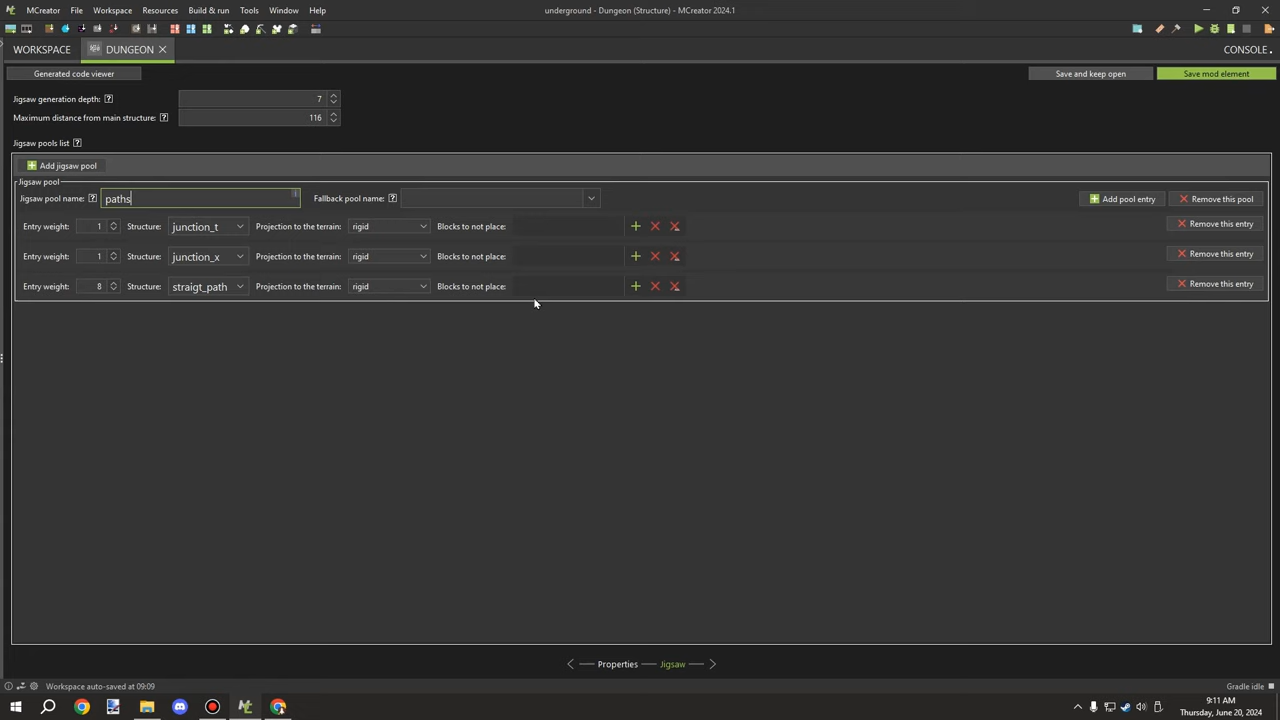 MCreator File Workspace Resources Build & run Tools Window Help underground - Dungeon (Structure) - MCreator 2024.1
WORKSPACE DUNGEON CONSOLE
Generated code viewer Save and keep open Save mod element
Jigsaw generation depth: ? 7
Maximum distance from main structure: ? 116
Jigsaw pools list ?
Add jigsaw pool
Jigsaw pool
Jigsaw pool name: ? paths Fallback pool name: ? Add pool entry Remove this pool
Entry weight: 1 Structure: junction_t Projection to the terrain: rigid Blocks to not place: Remove this entry
Entry weight: 1 Structure: junction_x Projection to the terrain: rigid Blocks to not place: Remove this entry
Entry weight: 8 Structure: straigt_path Projection to the terrain: rigid Blocks to not place: Remove this entry
Properties Jigsaw
Workspace auto-saved at 09:09 Gradle idle
9:11 AM
Thursday, June 20, 2024